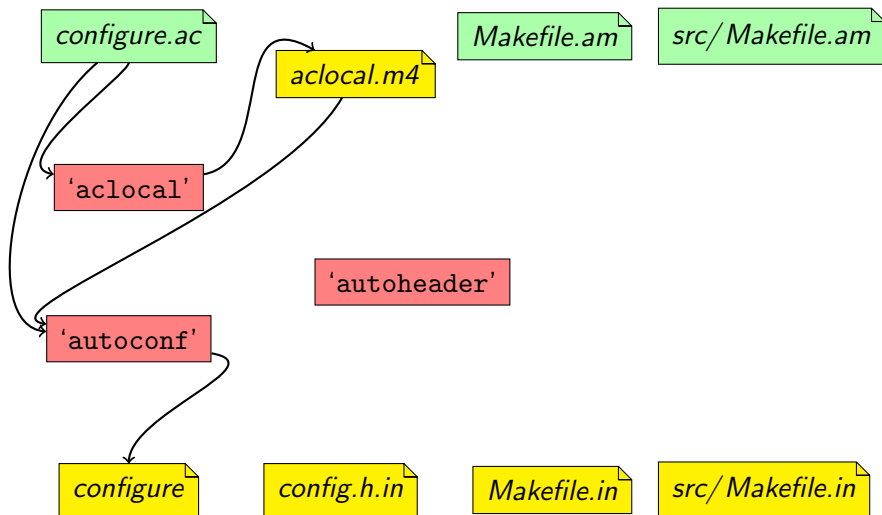 configure.ac
aclocal.m4
Makefile.am
src/Makefile.am
‘aclocal’
‘autoheader’
‘autoconf’
configure
config.h.in
Makefile.in
src/Makefile.in